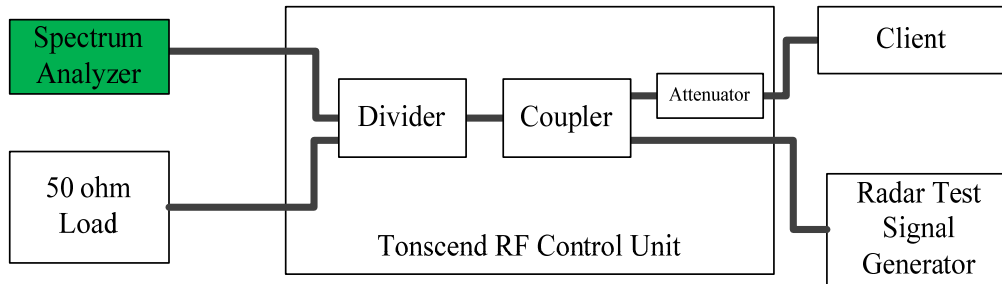 Spectrum
Analyzer
Client
Attenuator
Divider
Coupler
50 ohm
Load
Radar Test
Signal
Generator
Tonscend RF Control Unit